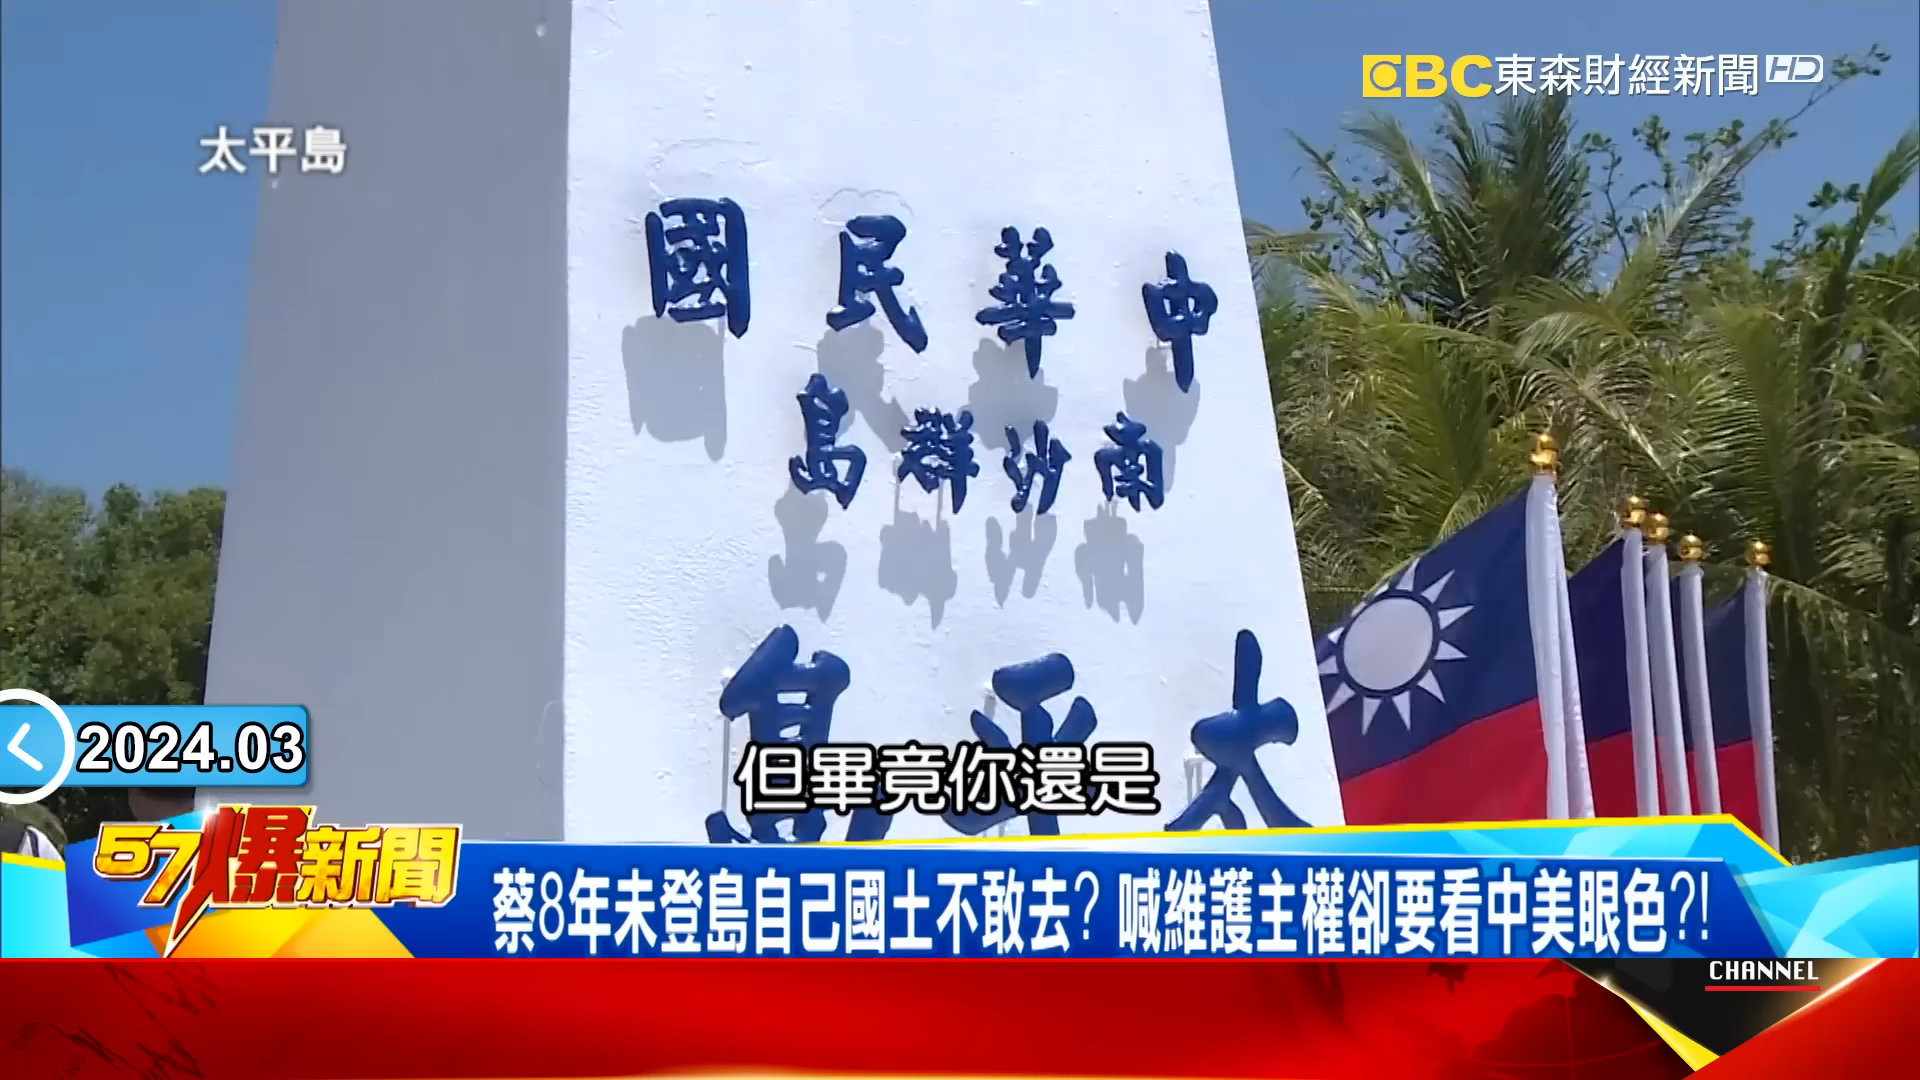 EBC東森財經新聞HD
太平島
國民華中
島群沙南
島平太
但畢竟你還是
2024.03
57爆新聞
蔡8年未登島自己國土不敢去?喊維護主權卻要看中美眼色?!
CHANNEL